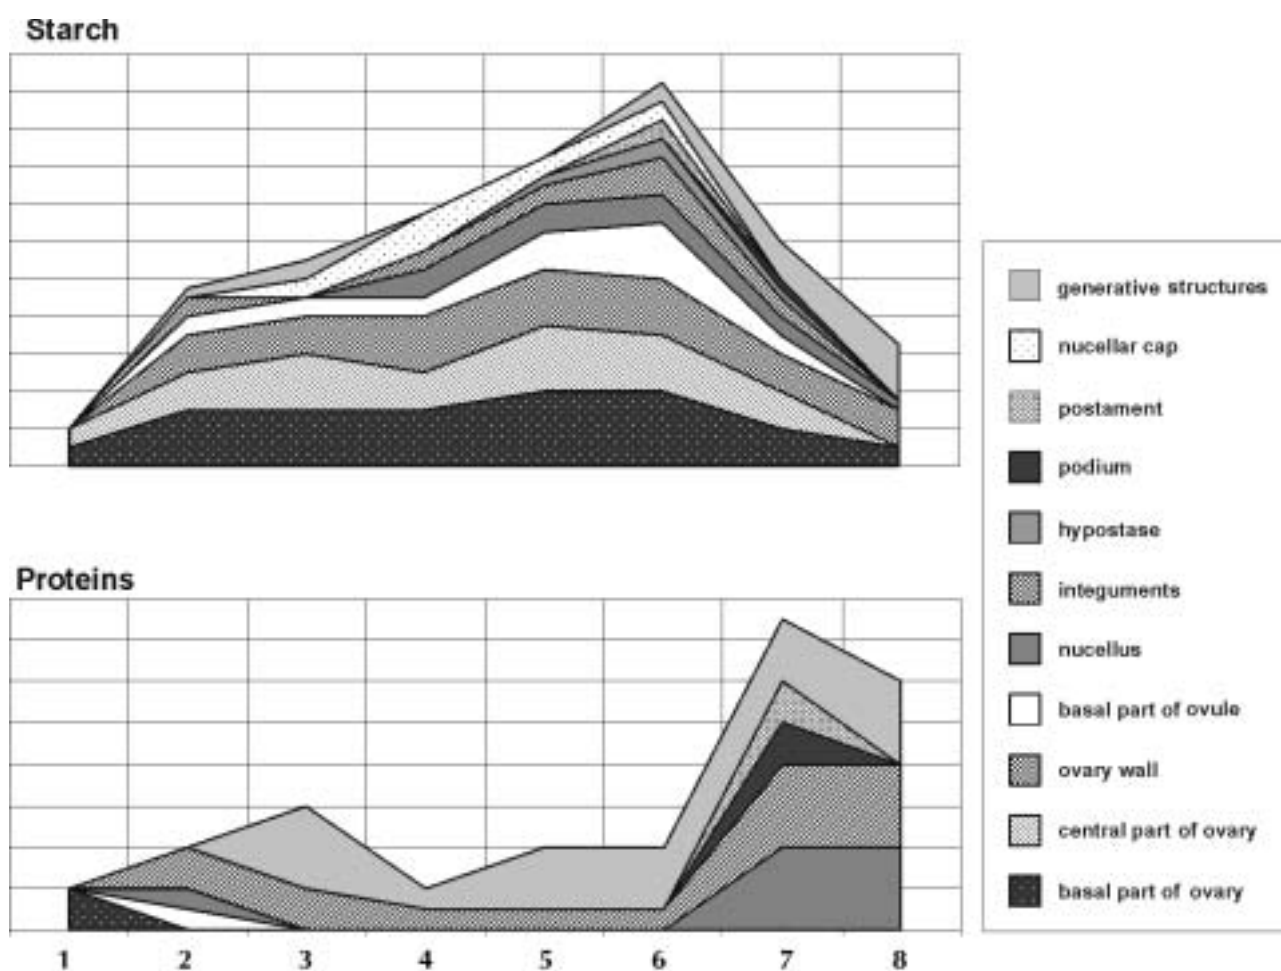 Starch
generative structures
nucellar cap
postament
podium
hypostase
integuments
nucellus
basal part of ovule
ovary wall
central part of ovary
basal part of ovary
Proteins
1 2 3 4 5 6 7 8